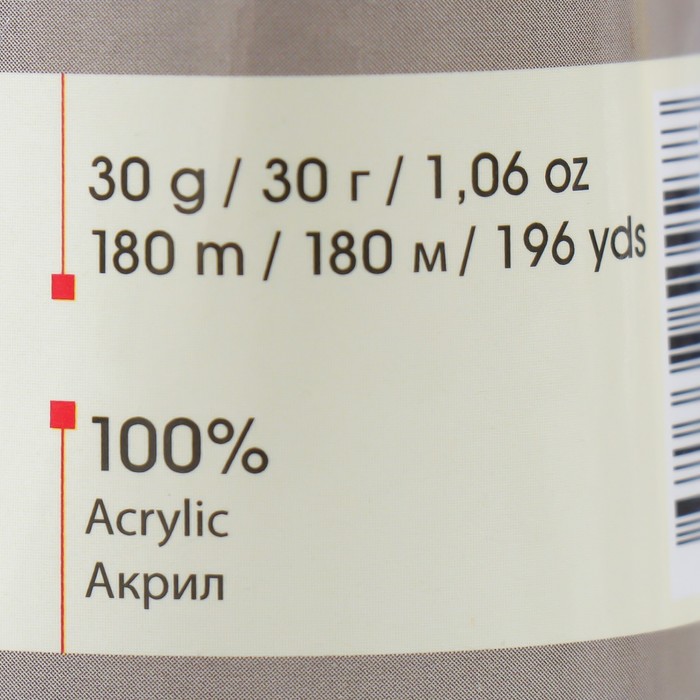 30 g / 30 г / 1,06 oz
180 m / 180 м / 196 yds
100%
Acrylic
Акрил